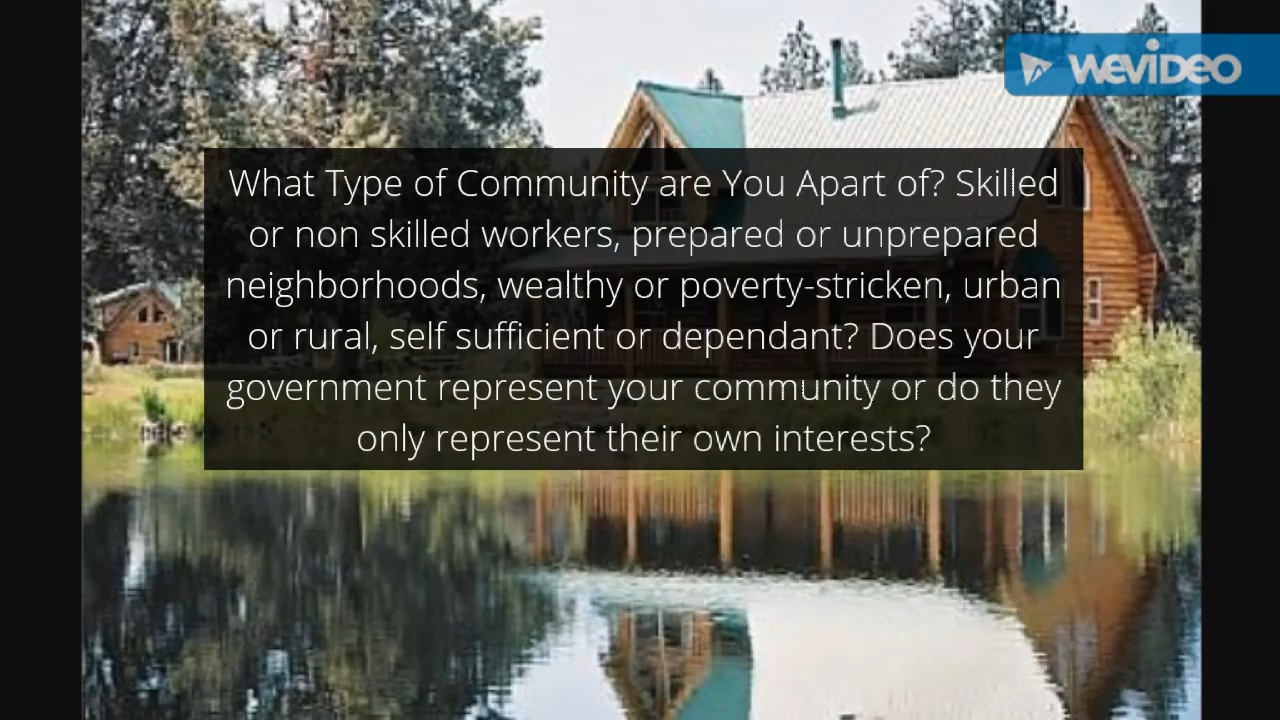 WEVIDEO
What Type of Community are You Apart of? Skilled
or non skilled workers, prepared or unprepared
neighborhoods, wealthy or poverty-stricken, urban
or rural, self sufficient or dependant? Does your
government represent your community or do they
only represent their own interests?